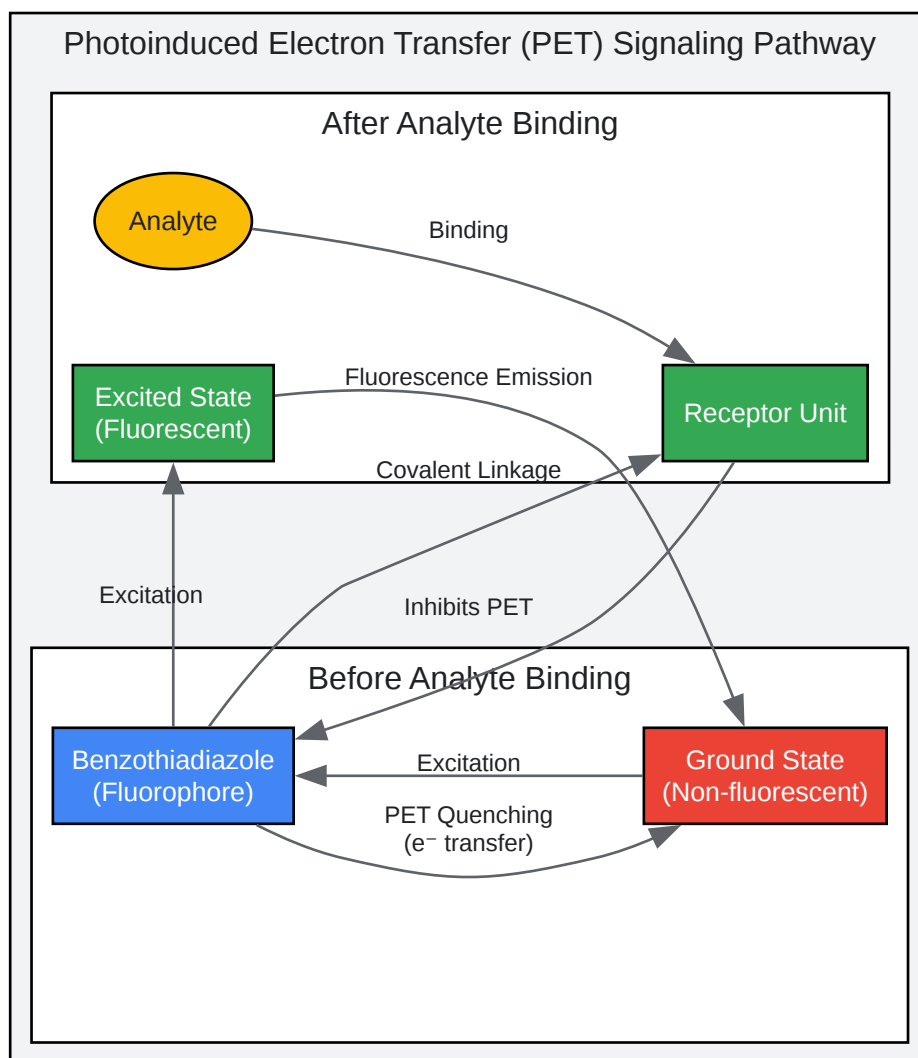 Photoinduced Electron Transfer (PET) Signaling Pathway
After Analyte Binding
Analyte
Binding
Excited State
(Fluorescent)
Fluorescence Emission
Receptor Unit
Covalent Linkage
Excitation
Inhibits PET
Before Analyte Binding
Benzothiadiazole
(Fluorophore)
Excitation
Ground State
(Non-fluorescent)
PET Quenching
(e⁻ transfer)